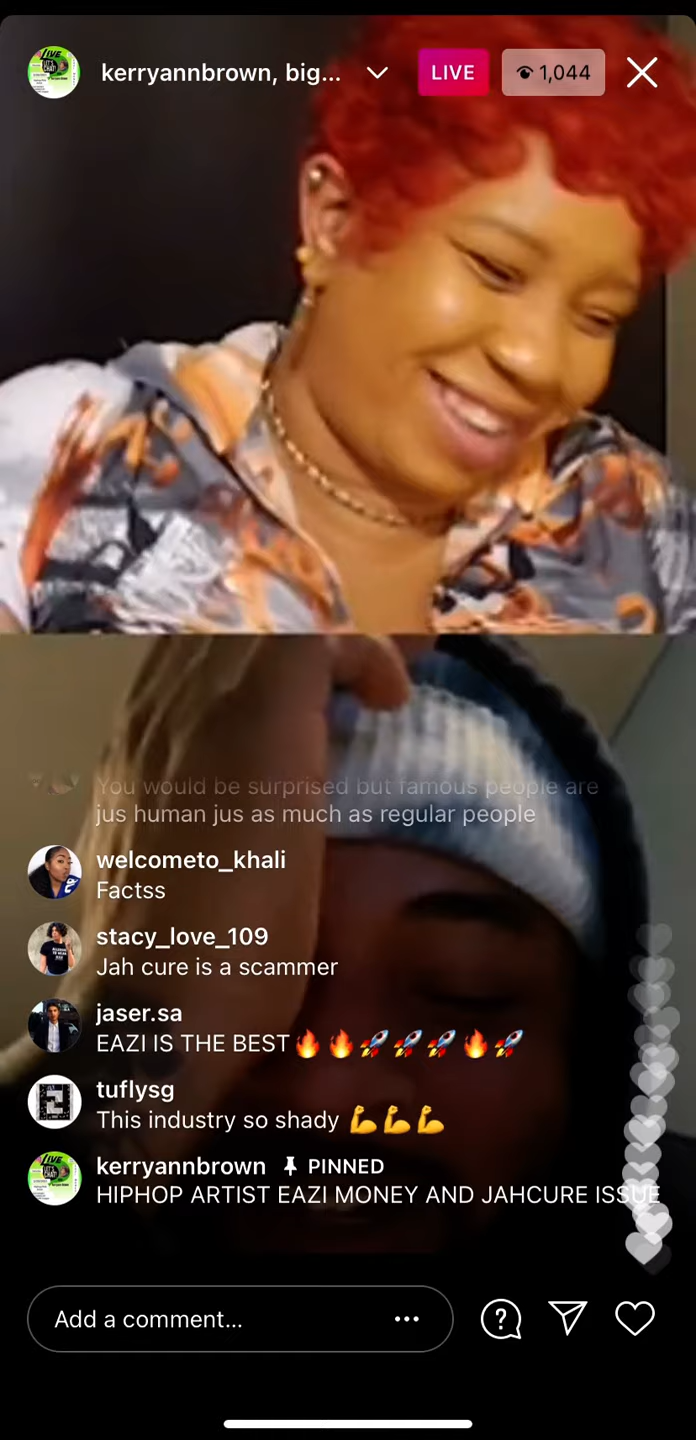 kerryannbrown, big...
LIVE
1,044
You would be surprised but famous people are
jus human jus as much as regular people
welcometo_khali
Factss
stacy_love_109
Jah cure is a scammer
jaser.sa
EAZI IS THE BEST🔥🔥🚀🚀🚀🔥🚀
tuflysg
This industry so shady 💪💪💪
kerryannbrown PINNED
HIPHOP ARTIST EAZI MONEY AND JAHCURE ISSUE
Add a comment...